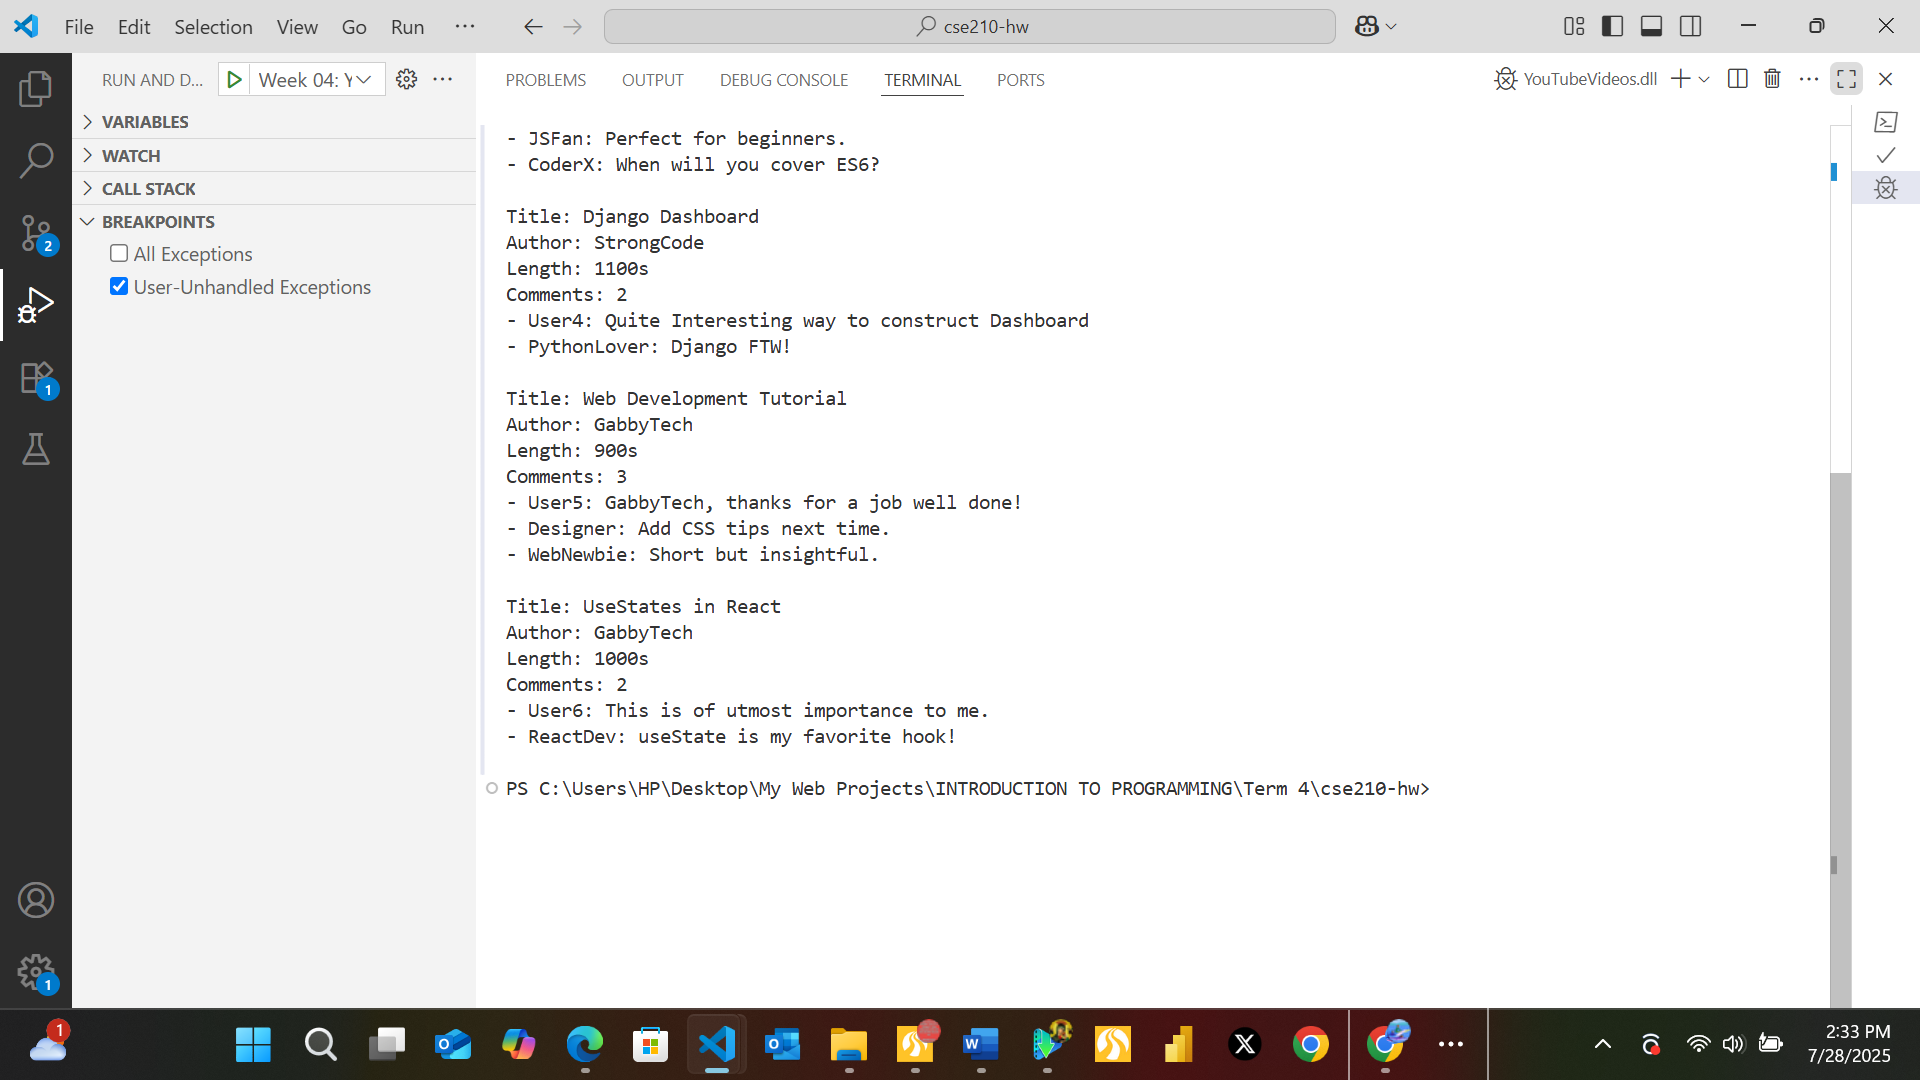 File Edit Selection View Go Run ··· cse210-hw
RUN AND D... Week 04: Y
PROBLEMS OUTPUT DEBUG CONSOLE TERMINAL PORTS YouTubeVideos.dll
VARIABLES
WATCH
CALL STACK
BREAKPOINTS
All Exceptions
User-Unhandled Exceptions
2
1
1
- JSFan: Perfect for beginners.
- CoderX: When will you cover ES6?
Title: Django Dashboard
Author: StrongCode
Length: 1100s
Comments: 2
- User4: Quite Interesting way to construct Dashboard
- PythonLover: Django FTW!
Title: Web Development Tutorial
Author: GabbyTech
Length: 900s
Comments: 3
- User5: GabbyTech, thanks for a job well done!
- Designer: Add CSS tips next time.
- WebNewbie: Short but insightful.
Title: UseStates in React
Author: GabbyTech
Length: 1000s
Comments: 2
- User6: This is of utmost importance to me.
- ReactDev: useState is my favorite hook!
PS C:\Users\HP\Desktop\My Web Projects\INTRODUCTION TO PROGRAMMING\Term 4\cse210-hw>
1
2:33 PM
7/28/2025